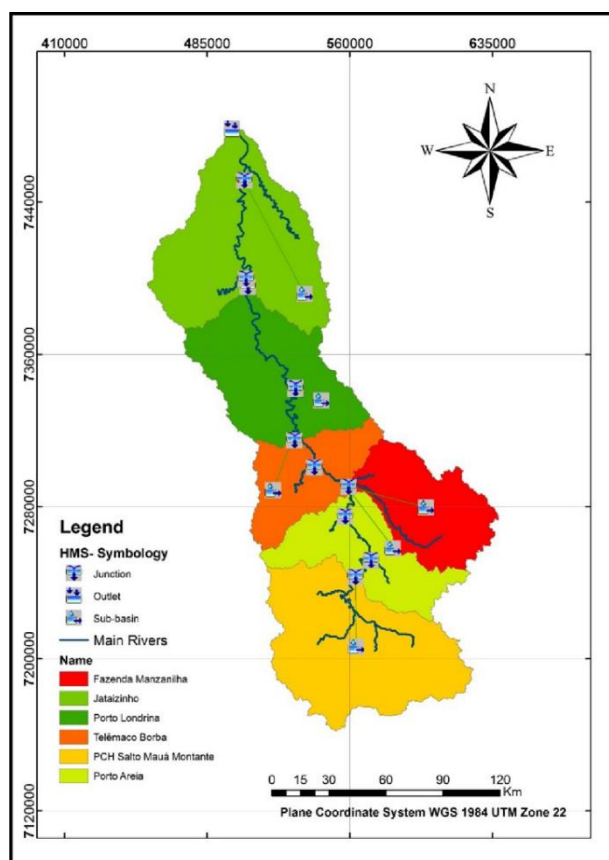 410000 485000 560000 635000
N
W E
S
7440000
7360000
7280000
7200000
7120000
Legend
HMS- Symbology
Junction
Outlet
Sub-basin
Main Rivers
Name
Fazenda Manzanilha
Jataizinho
Porto Londrina
Telêmaco Borba
PCH Salto Mauá Montante
Porto Areia
0 15 30 60 90 120
Km
Plane Coordinate System WGS 1984 UTM Zone 22